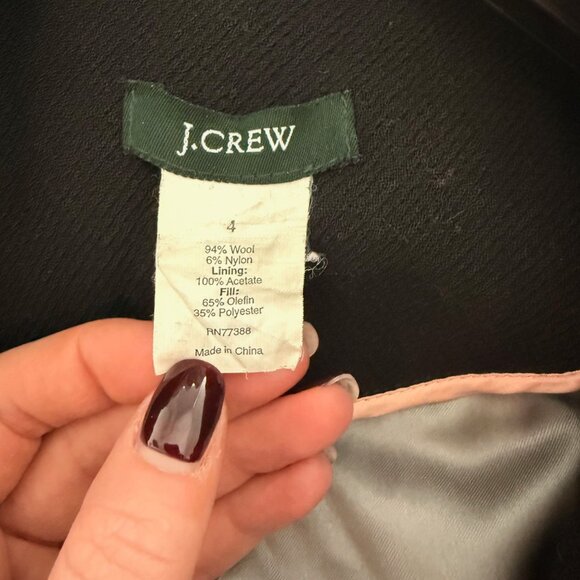 J.CREW
4
94% Wool
6% Nylon
Lining:
100% Acetate
Fill:
65% Olefin
35% Polyester
RN77388
Made in China